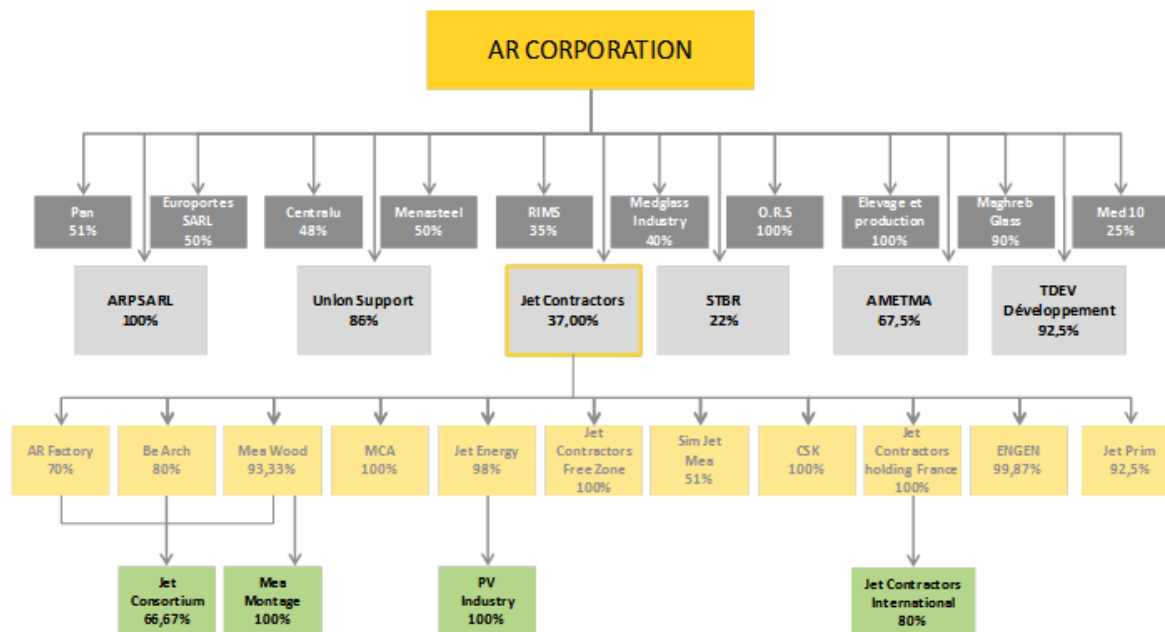 AR CORPORATION
Pan
51%
Europortes
SARL
50%
Centralu
48%
Menasteel
50%
RIMS
35%
Medglass
Industry
40%
O.R.S
100%
Elevage et
production
100%
Maghreb
Glass
90%
Med 10
25%
ARP SARL
100%
Union Support
86%
Jet Contractors
37,00%
STBR
22%
AMETMA
67,5%
TDEV
Développement
92,5%
AR Factory
70%
Be Arch
80%
Mea Wood
93,33%
MCA
100%
Jet Energy
98%
Jet
Contractors
Free Zone
100%
Sim Jet
Mea
51%
CSK
100%
Jet
Contractors
holding France
100%
ENGEN
99,87%
Jet Prim
92,5%
Jet
Consortium
66,67%
Mea
Montage
100%
PV
Industry
100%
Jet Contractors
International
80%